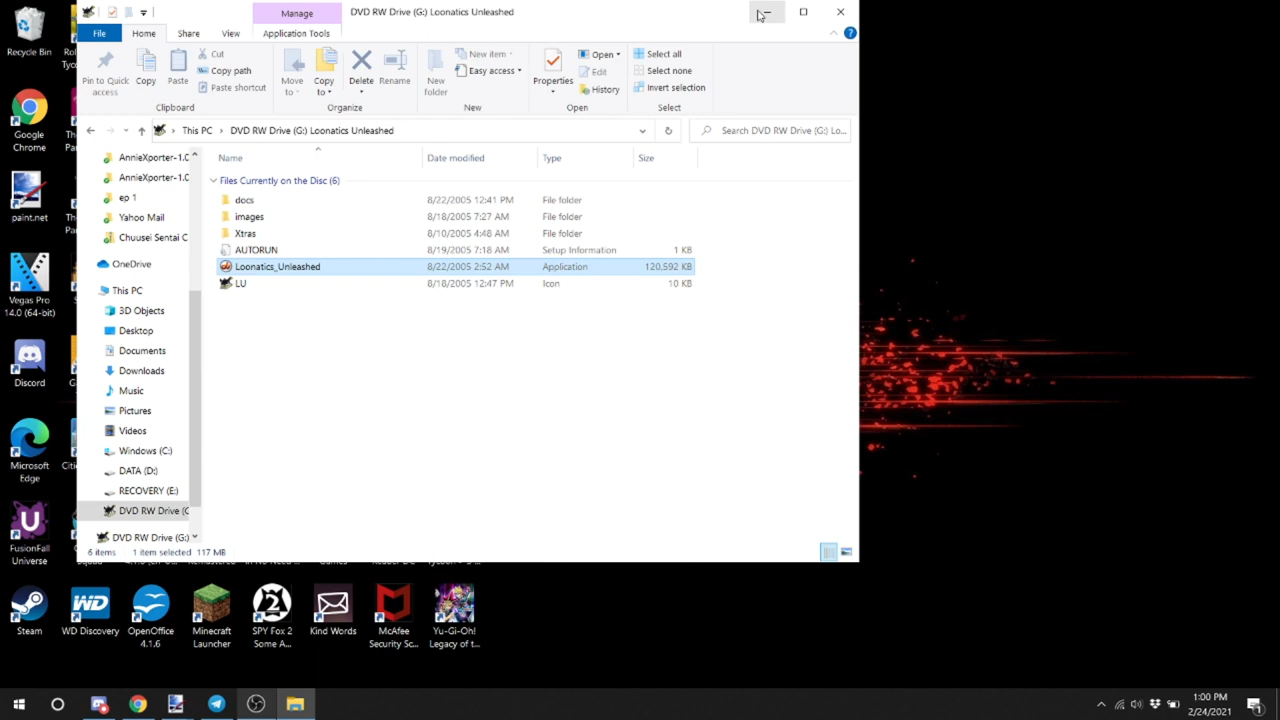 Manage
DVD RW Drive (G:) Loonatics Unleashed
File
Home
Share
View
Application Tools
Pin to Quick access
Copy
Paste
Cut
Copy path
Paste shortcut
Clipboard
Move to
Copy to
Delete
Rename
Organize
New folder
New item
Easy access
New
Properties
Open
Edit
History
Open
Select all
Select none
Invert selection
Select
This PC > DVD RW Drive (G:) Loonatics Unleashed
Search DVD RW Drive (G:) Lo...
Name Date modified Type Size
Files Currently on the Disc (6)
docs 8/22/2005 12:41 PM File folder
images 8/18/2005 7:27 AM File folder
Xtras 8/10/2005 4:48 AM File folder
AUTORUN 8/19/2005 7:18 AM Setup Information 1 KB
Loonatics_Unleashed 8/22/2005 2:52 AM Application 120,592 KB
LU 8/18/2005 12:47 PM Icon 10 KB
AnnieXporter-1.0
AnnieXporter-1.0
ep 1
Yahoo Mail
Chuusei Sentai C
OneDrive
This PC
3D Objects
Desktop
Documents
Downloads
Music
Pictures
Videos
Windows (C:)
DATA (D:)
RECOVERY (E:)
DVD RW Drive (G
DVD RW Drive (G:)
6 items 1 item selected 117 MB
Recycle Bin
Google Chrome
paint.net
Vegas Pro 14.0 (64-bit)
Discord
Microsoft Edge
FusionFall Universe
Steam
WD Discovery
OpenOffice 4.1.6
Minecraft Launcher
SPY Fox 2 Some A...
Kind Words
McAfee Security Sc...
Yu-Gi-Oh! Legacy of t...
1:00 PM
2/24/2021
1